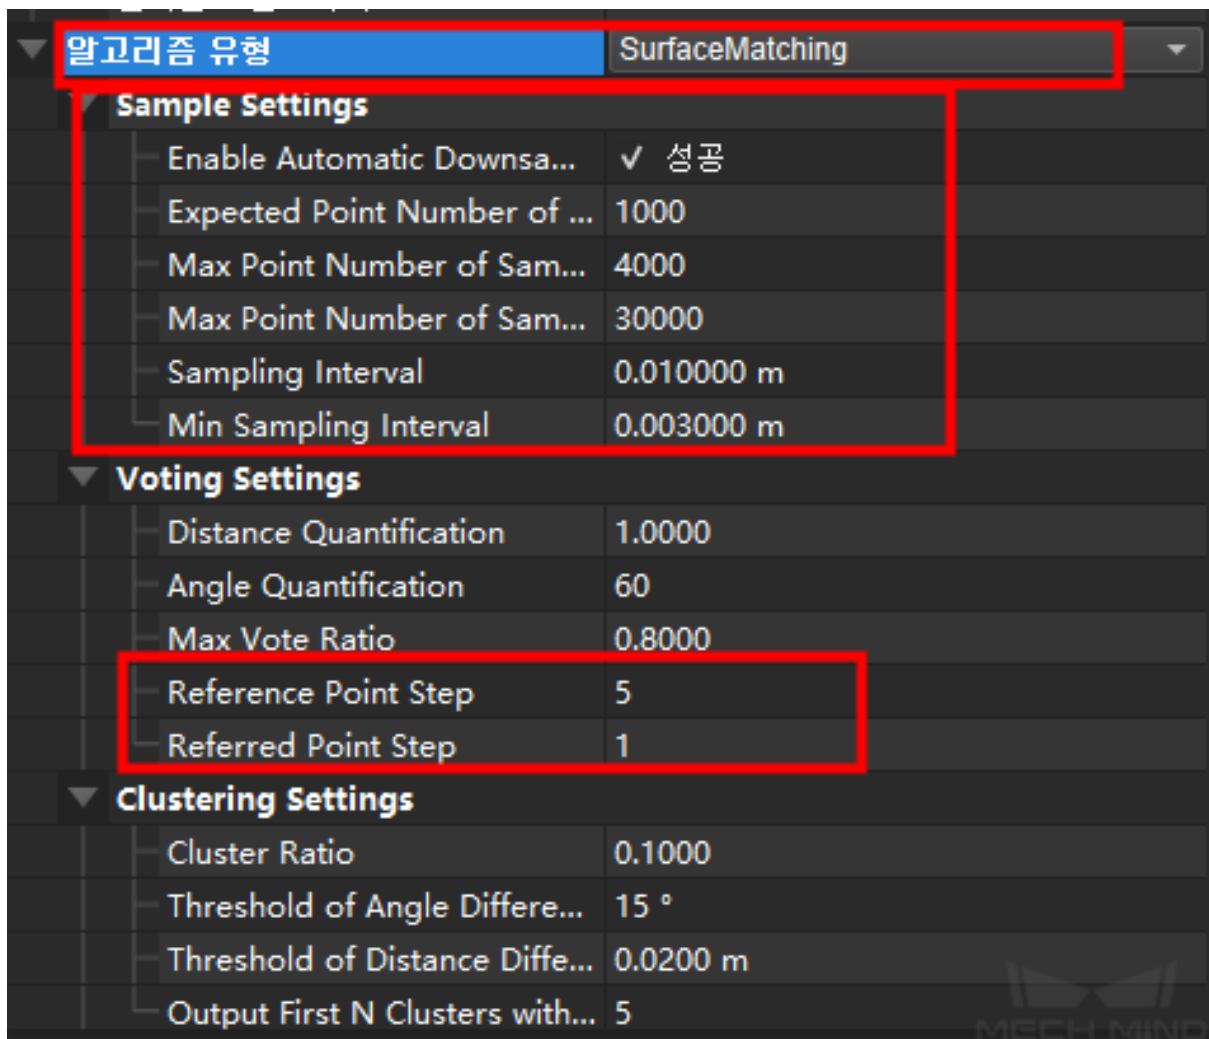 알고리즘 유형 SurfaceMatching
Sample Settings
Enable Automatic Downsa... ✓ 성공
Expected Point Number of ... 1000
Max Point Number of Sam... 4000
Max Point Number of Sam... 30000
Sampling Interval 0.010000 m
Min Sampling Interval 0.003000 m
Voting Settings
Distance Quantification 1.0000
Angle Quantification 60
Max Vote Ratio 0.8000
Reference Point Step 5
Referred Point Step 1
Clustering Settings
Cluster Ratio 0.1000
Threshold of Angle Differe... 15 °
Threshold of Distance Diffe... 0.0200 m
Output First N Clusters with... 5
MECH MIND